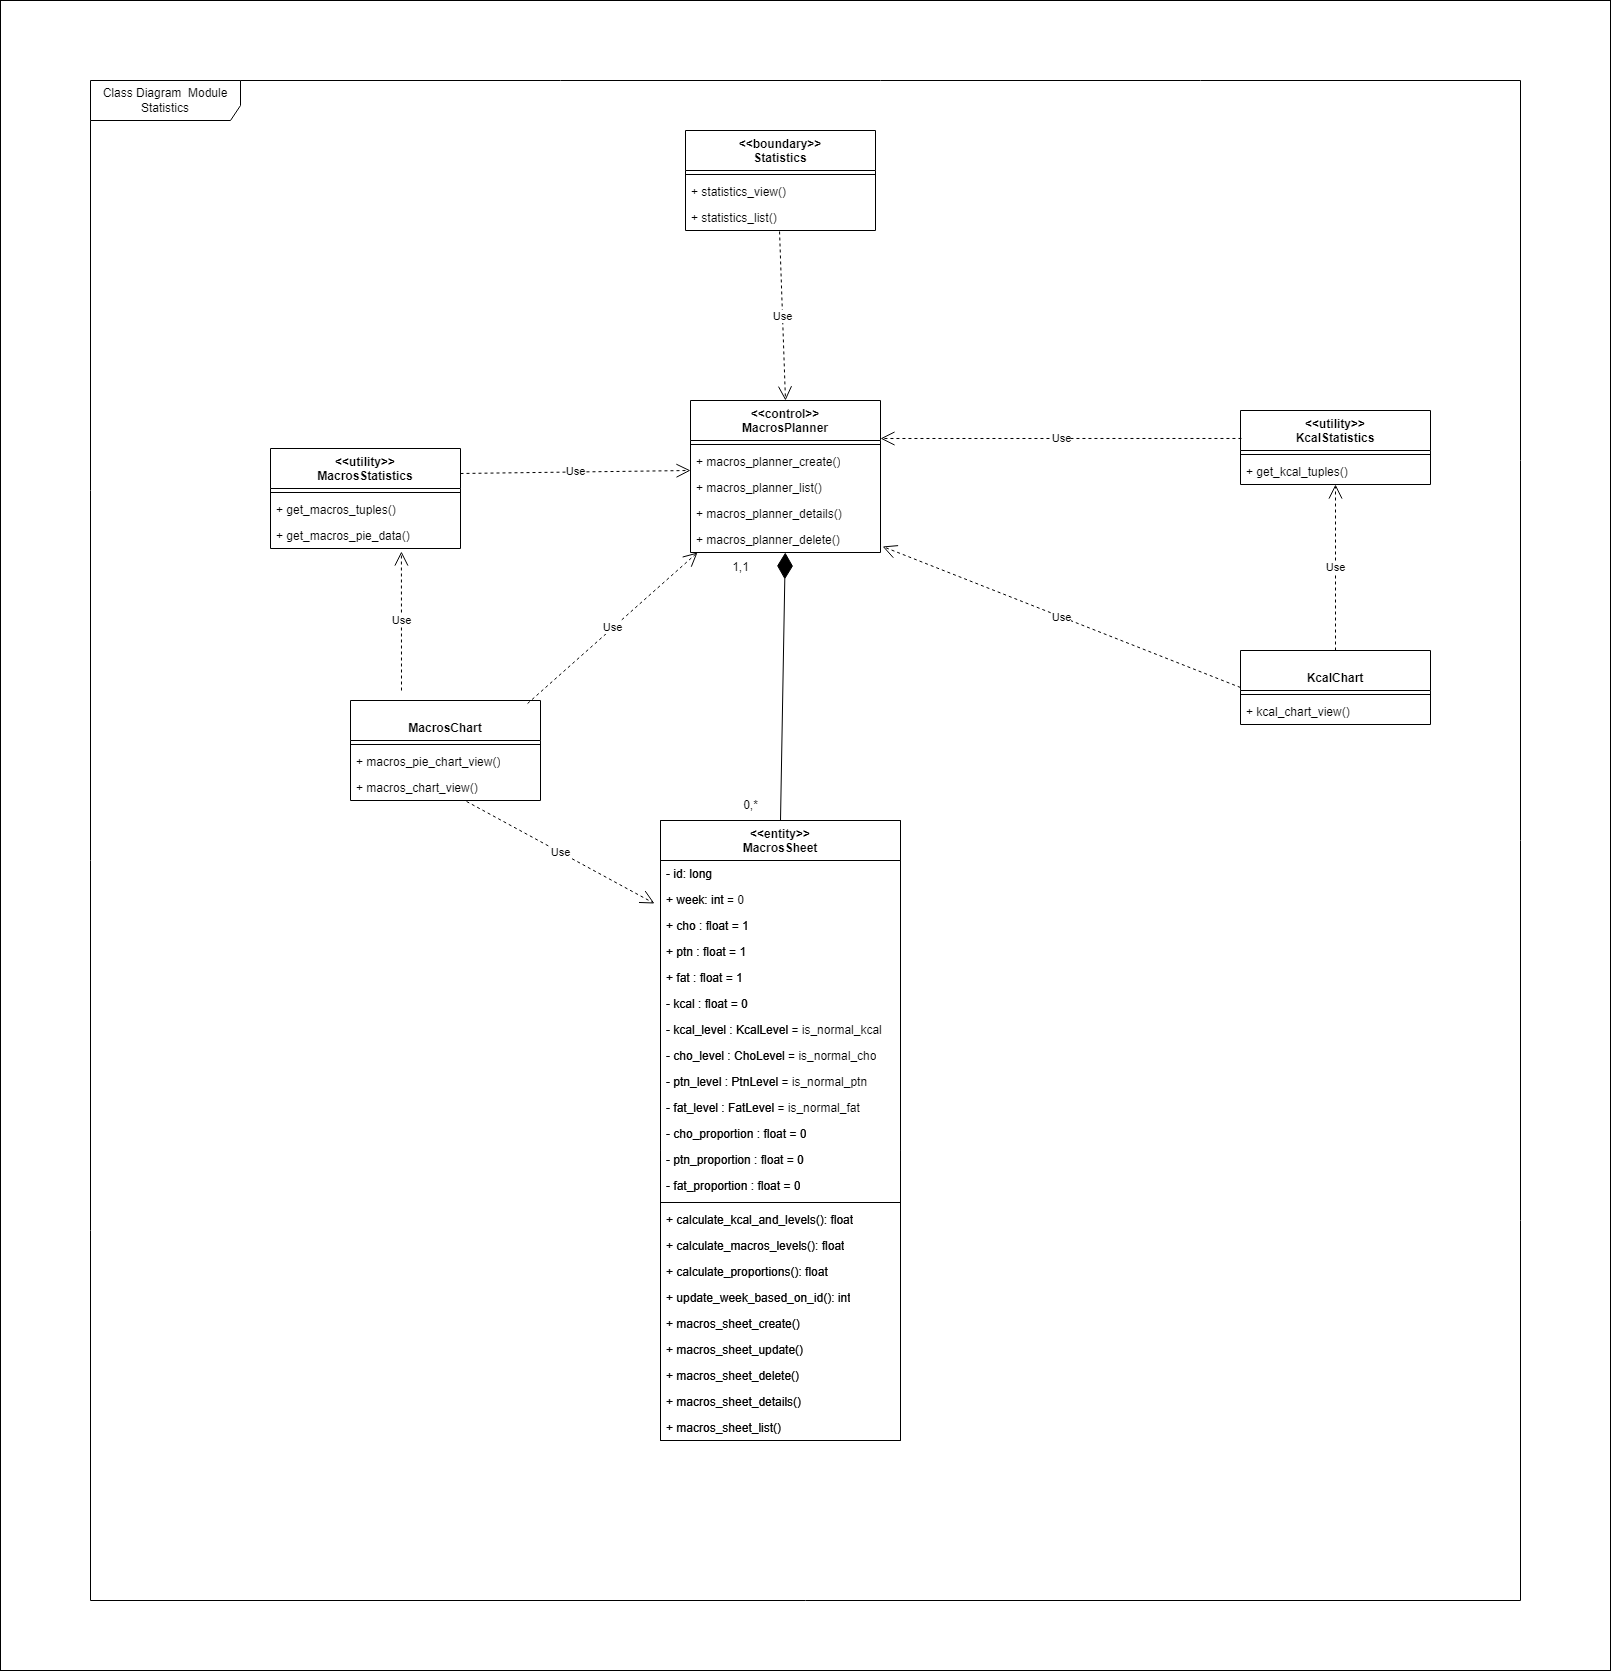 Class Diagram  Module
Statistics
<<boundary>>
Statistics
+ statistics_view()
+ statistics_list()
Use
<<control>>
MacrosPlanner
+ macros_planner_create()
+ macros_planner_list()
+ macros_planner_details()
+ macros_planner_delete()
Use
<<utility>>
KcalStatistics
+ get_kcal_tuples()
<<utility>>
MacrosStatistics
+ get_macros_tuples()
+ get_macros_pie_data()
Use
1,1
Use
Use
Use
Use
KcalChart
+ kcal_chart_view()
MacrosChart
+ macros_pie_chart_view()
+ macros_chart_view()
Use
0,*
<<entity>>
MacrosSheet
- id: long
+ week: int = 0
+ cho : float = 1
+ ptn : float = 1
+ fat : float = 1
- kcal : float = 0
- kcal_level : KcalLevel = is_normal_kcal
- cho_level : ChoLevel = is_normal_cho
- ptn_level : PtnLevel = is_normal_ptn
- fat_level : FatLevel = is_normal_fat
- cho_proportion : float = 0
- ptn_proportion : float = 0
- fat_proportion : float = 0
+ calculate_kcal_and_levels(): float
+ calculate_macros_levels(): float
+ calculate_proportions(): float
+ update_week_based_on_id(): int
+ macros_sheet_create()
+ macros_sheet_update()
+ macros_sheet_delete()
+ macros_sheet_details()
+ macros_sheet_list()